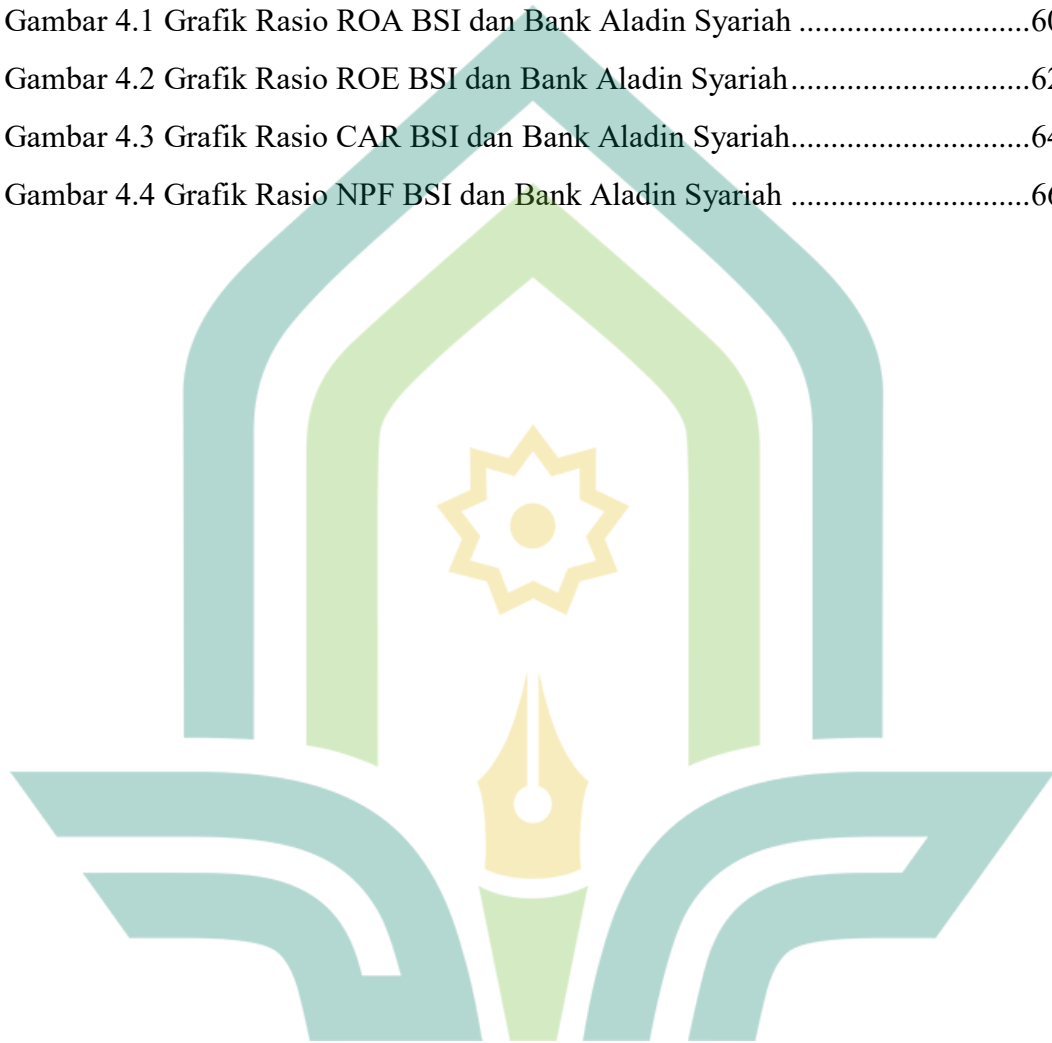 Gambar 4.1 Grafik Rasio ROA BSI dan Bank Aladin Syariah .............................6
Gambar 4.2 Grafik Rasio ROE BSI dan Bank Aladin Syariah..............................62
Gambar 4.3 Grafik Rasio CAR BSI dan Bank Aladin Syariah..............................64
Gambar 4.4 Grafik Rasio NPF BSI dan Bank Aladin Syariah ..............................6